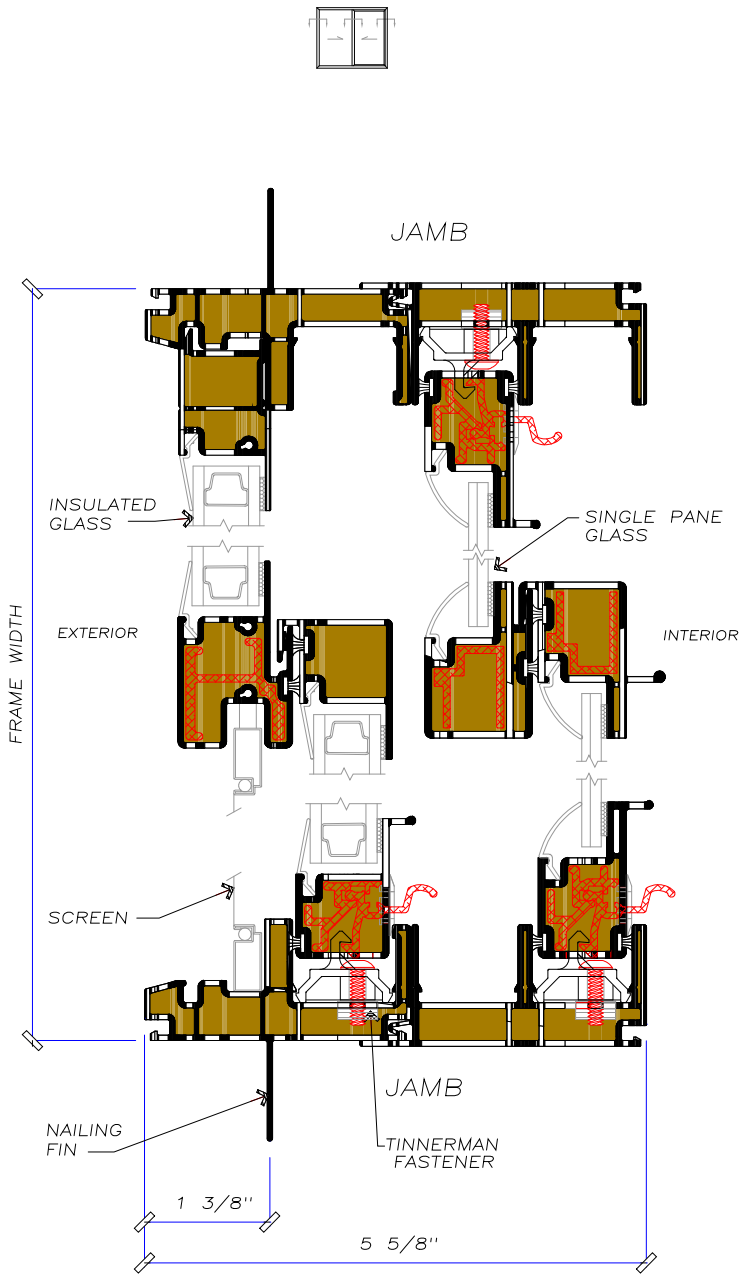 JAMB
INSULATED
GLASS
SINGLE PANE
GLASS
FRAME WIDTH
EXTERIOR
INTERIOR
SCREEN
JAMB
NAILING
FIN
TINNERMAN
FASTENER
1 3/8"
5 5/8"